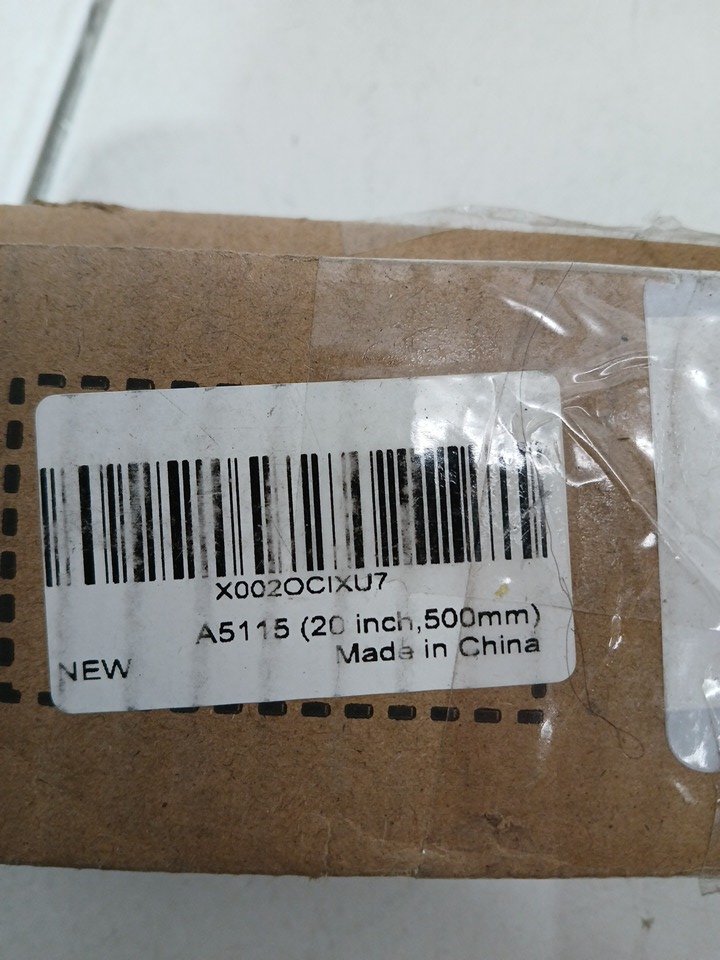 X002OCIXU7
A5115 (20 inch,500mm)
Made in China
NEW